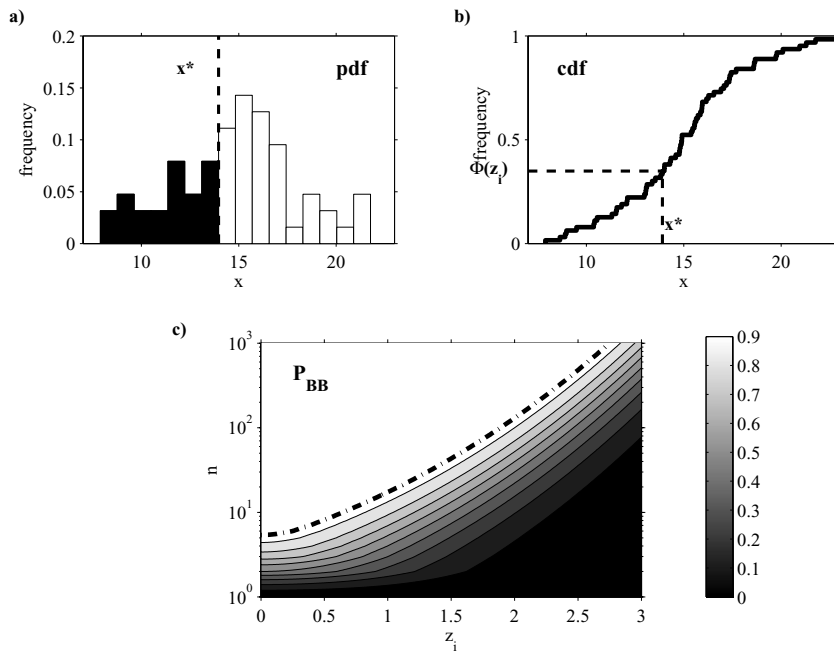 a)
0.2
0.15
0.1
0.05
0
frequency
x*
pdf
10
15
20
x
b)
1
0.5
0
frequency
Φ(z_i)
cdf
x*
10
15
20
x
c)
10^3
10^2
10^1
10^0
n
P_BB
0
0.5
1
1.5
2
2.5
3
z_i
0.9
0.8
0.7
0.6
0.5
0.4
0.3
0.2
0.1
0